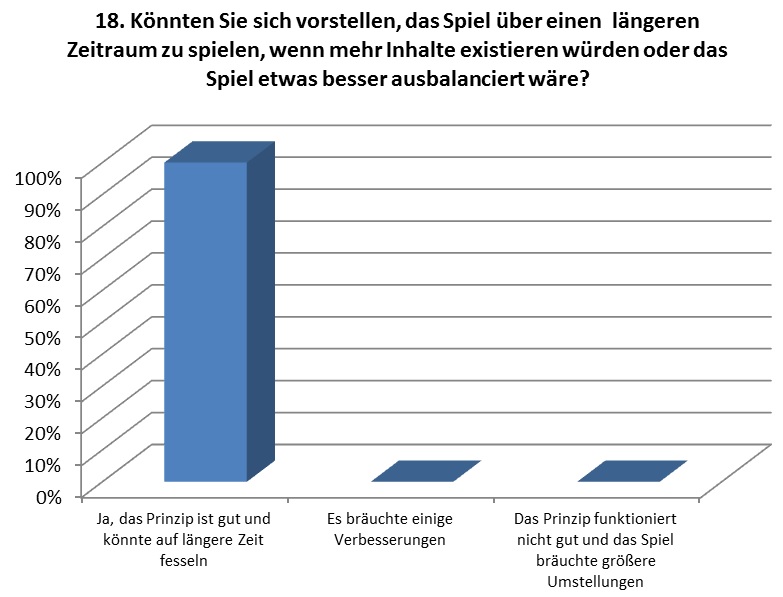 18. Könnten Sie sich vorstellen, das Spiel über einen längeren
Zeitraum zu spielen, wenn mehr Inhalte existieren würden oder das
Spiel etwas besser ausbalanciert wäre?
100%
90%
80%
70%
60%
50%
40%
30%
20%
10%
0%
Ja, das Prinzip ist gut und
könnte auf längere Zeit
fesseln
Es bräuchte einige
Verbesserungen
Das Prinzip funktioniert
nicht gut und das Spiel
bräuchte größere
Umstellungen